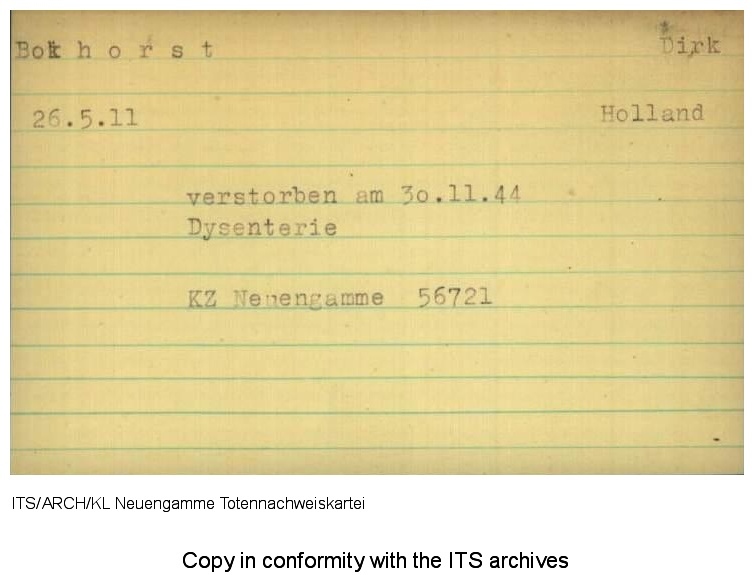 Bokhorst Dirk
26.5.11 Holland
verstorben am 3o.11.44
Dysenterie
KZ Neuengamme 56721
ITS/ARCH/KL Neuengamme Totennachweiskartei
Copy in conformity with the ITS archives